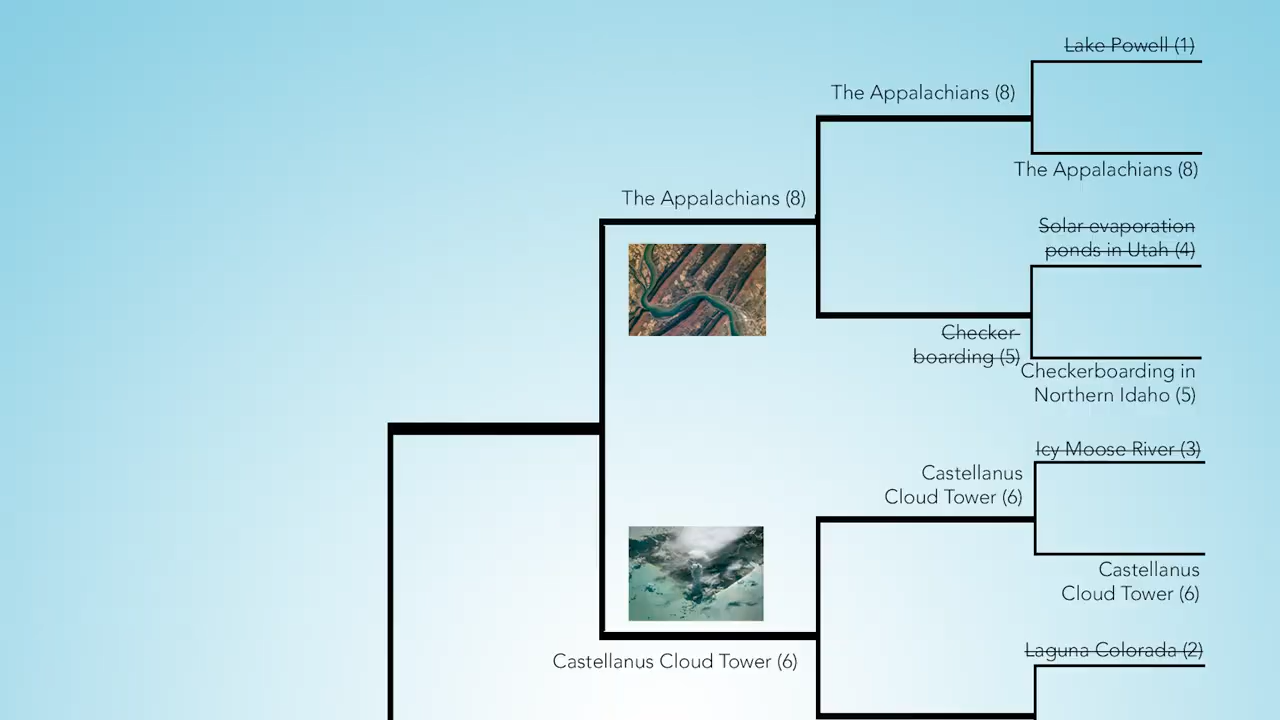 Lake Powell (1)
The Appalachians (8)
The Appalachians (8)
The Appalachians (8)
Solar evaporation
ponds in Utah (4)
Checker-
boarding (5)
Checkerboarding in
Northern Idaho (5)
Icy Moose River (3)
Castellanus
Cloud Tower (6)
Castellanus
Cloud Tower (6)
Laguna Colorada (2)
Castellanus Cloud Tower (6)